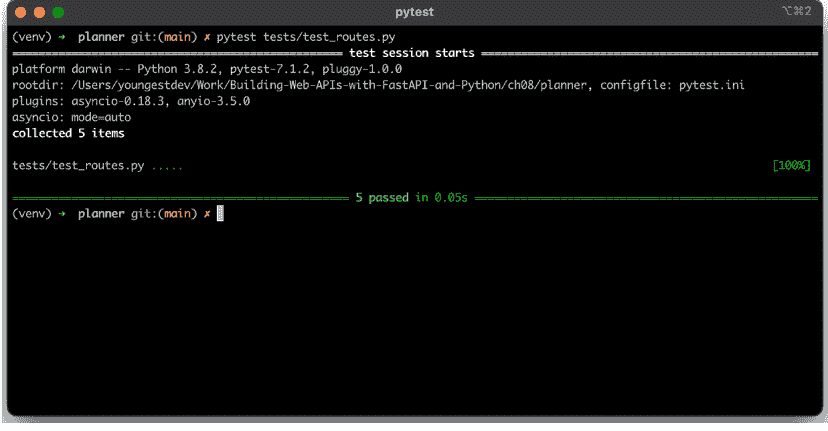 pytest
⌥⌘2
(venv) ➜ planner git:(main) ✗ pytest tests/test_routes.py
test session starts
platform darwin -- Python 3.8.2, pytest-7.1.2, pluggy-1.0.0
rootdir: /Users/youngestdev/Work/Building-Web-APIs-with-FastAPI-and-Python/ch08/planner, configfile: pytest.ini
plugins: asyncio-0.18.3, anyio-3.5.0
asyncio: mode=auto
collected 5 items
tests/test_routes.py ..... [100%]
5 passed in 0.05s
(venv) ➜ planner git:(main) ✗